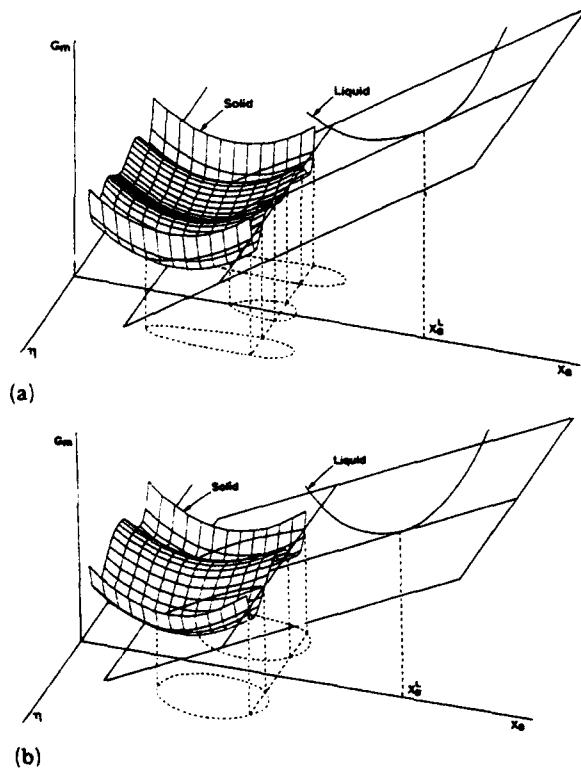 Gm
Solid
Liquid
η
X_B^L
X_B
(a)
Gm
Solid
Liquid
η
X_B^L
X_B
(b)